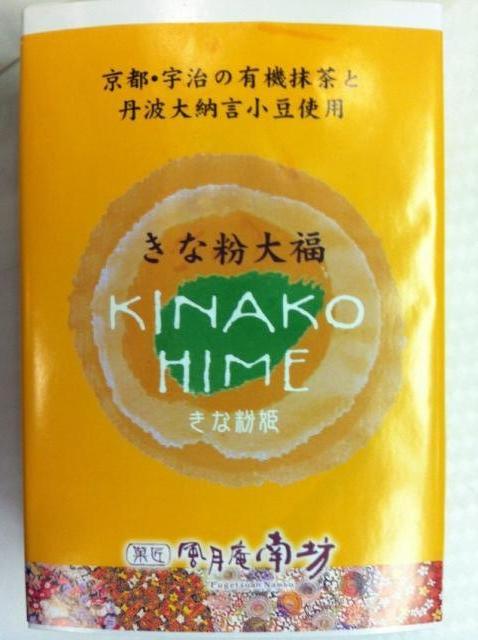 京都・宇治の有機抹茶と
丹波大納言小豆使用
きな粉大福
KINAKO
HIME
きな粉姫
菓匠 風月庵南坊
Fugetsuan Nambo